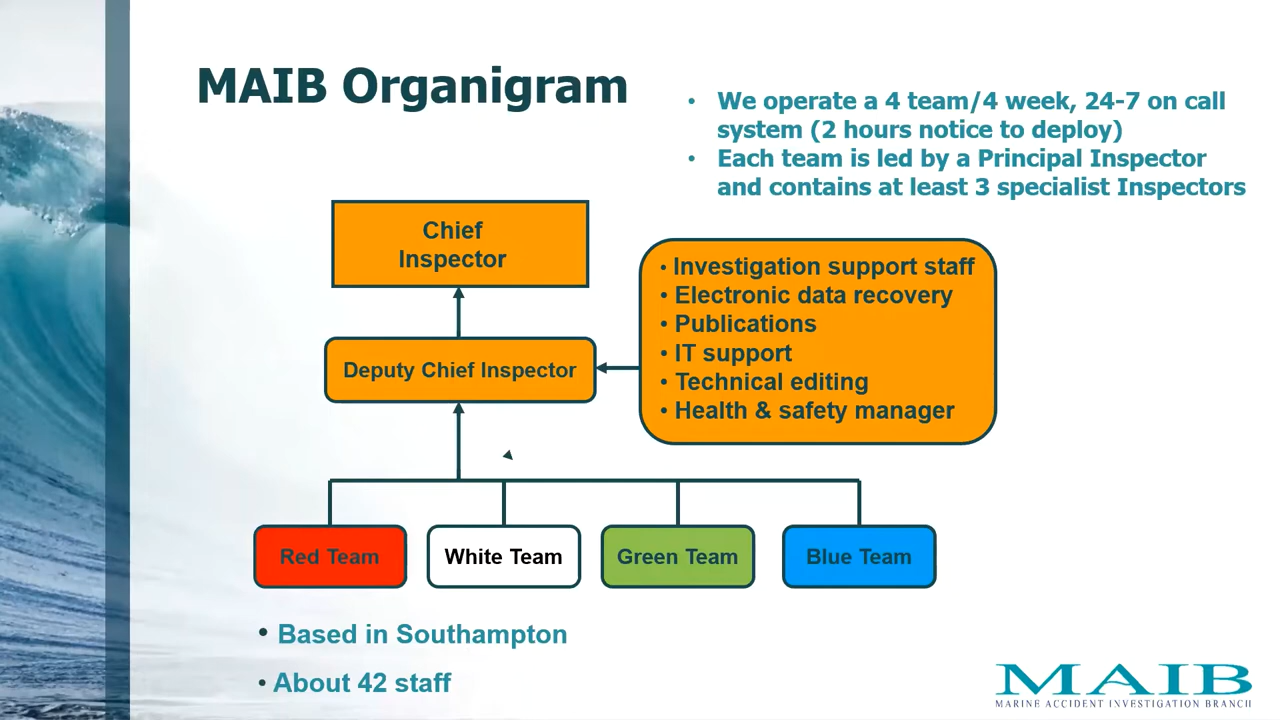 MAIB Organigram
• We operate a 4 team/4 week, 24-7 on call
system (2 hours notice to deploy)
• Each team is led by a Principal Inspector
and contains at least 3 specialist Inspectors
Chief
Inspector
• Investigation support staff
• Electronic data recovery
• Publications
• IT support
• Technical editing
• Health & safety manager
Deputy Chief Inspector
Red Team
White Team
Green Team
Blue Team
• Based in Southampton
• About 42 staff
MAIB
MARINE ACCIDENT INVESTIGATION BRANCH